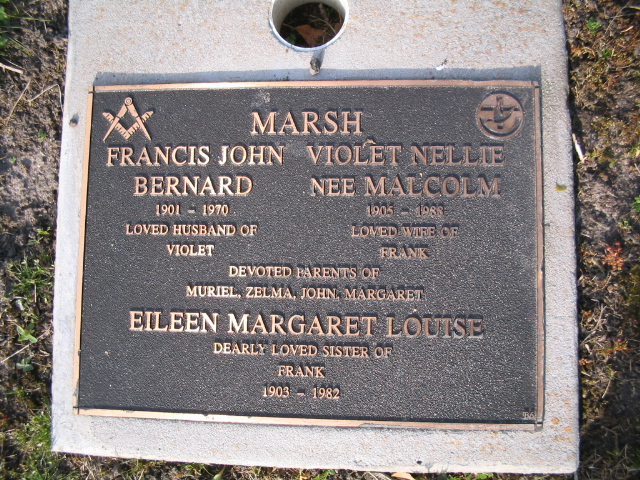 MARSH
FRANCIS JOHN VIOLET NELLIE
BERNARD NEE MALCOLM
1901 - 1970 1905 - 1988
LOVED HUSBAND OF LOVED WIFE OF
VIOLET FRANK
DEVOTED PARENTS OF
MURIEL, ZELMA, JOHN, MARGARET
EILEEN MARGARET LOUISE
DEARLY LOVED SISTER OF
FRANK
1903 - 1982